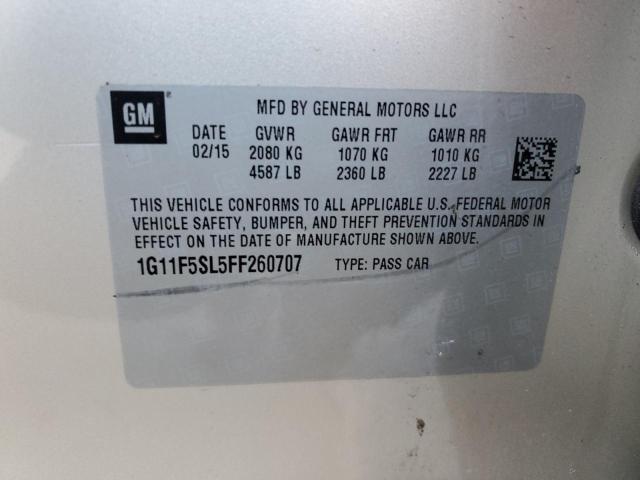 GM
MFD BY GENERAL MOTORS LLC
DATE GVWR GAWR FRT GAWR RR
02/15 2080 KG 1070 KG 1010 KG
4587 LB 2360 LB 2227 LB
THIS VEHICLE CONFORMS TO ALL APPLICABLE U.S. FEDERAL MOTOR
VEHICLE SAFETY, BUMPER, AND THEFT PREVENTION STANDARDS IN
EFFECT ON THE DATE OF MANUFACTURE SHOWN ABOVE.
1G11F5SL5FF260707 TYPE: PASS CAR